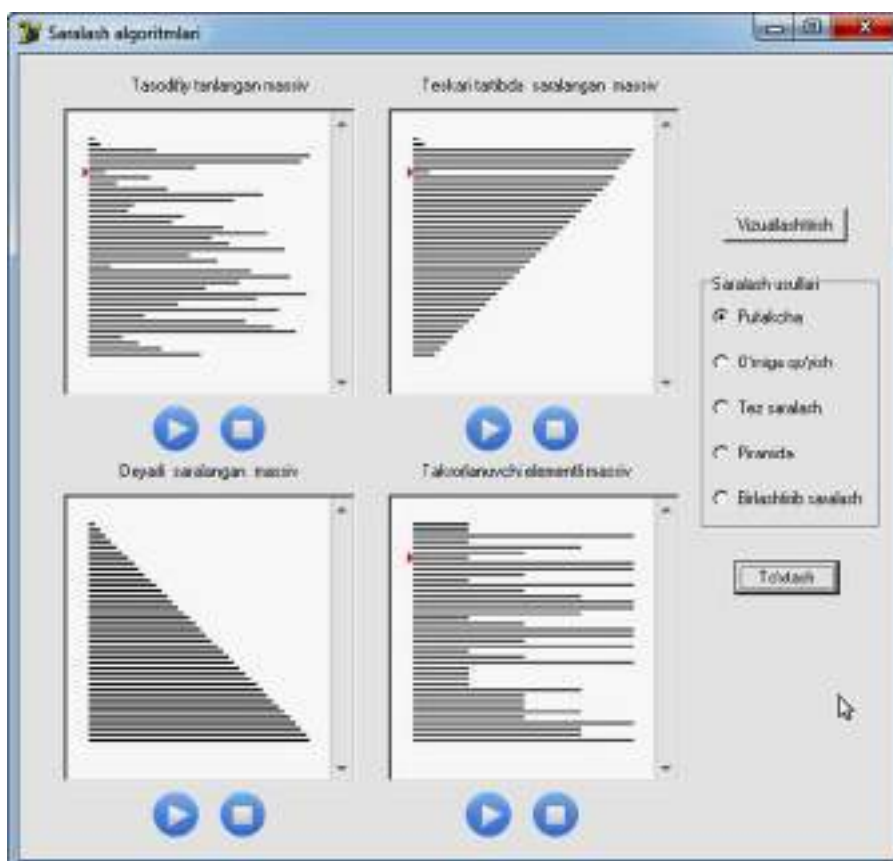 Saralash algoritmlari
Tasodifiy tanlangan massiv
Teskari tartibda saralangan massiv
Vizuallashtirish
Saralash usullari
Pufakcha
O'rniga qo'yish
Tez saralash
Piramida
Birlashtirib saralash
Deyarli saralangan massiv
Takrorlanuvchi elementli massiv
To'xtash